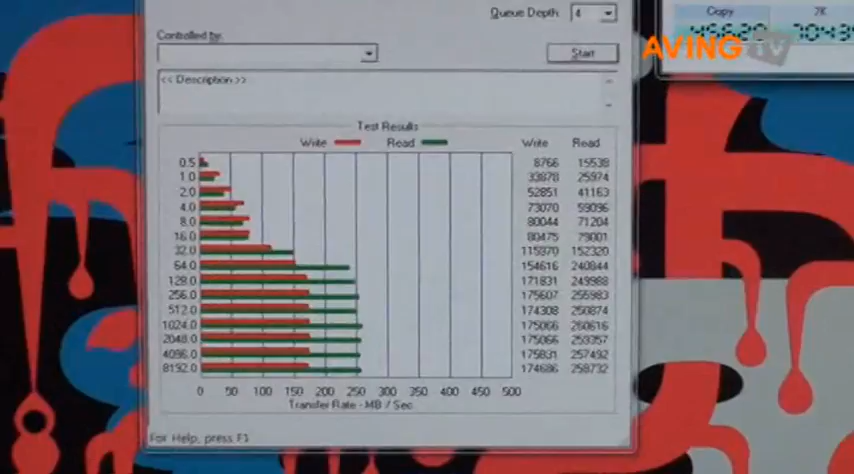 Queue Depth: 4
Copy 2K
Controlled by:
Start
AVING TV
<< Description >>
Test Results
Write Read Write Read
0.5 8766 15538
1.0 33878 25974
2.0 52851 41163
4.0 73070 59096
8.0 80044 71204
16.0 80475 79001
32.0 115970 152320
64.0 154616 240844
128.0 171831 249988
256.0 175607 255983
512.0 174308 250874
1024.0 175066 260616
2048.0 175066 259357
4096.0 175831 257492
8192.0 174686 258732
0 50 100 150 200 250 300 350 400 450 500
Transfer Rate - MB / Sec
For Help, press F1